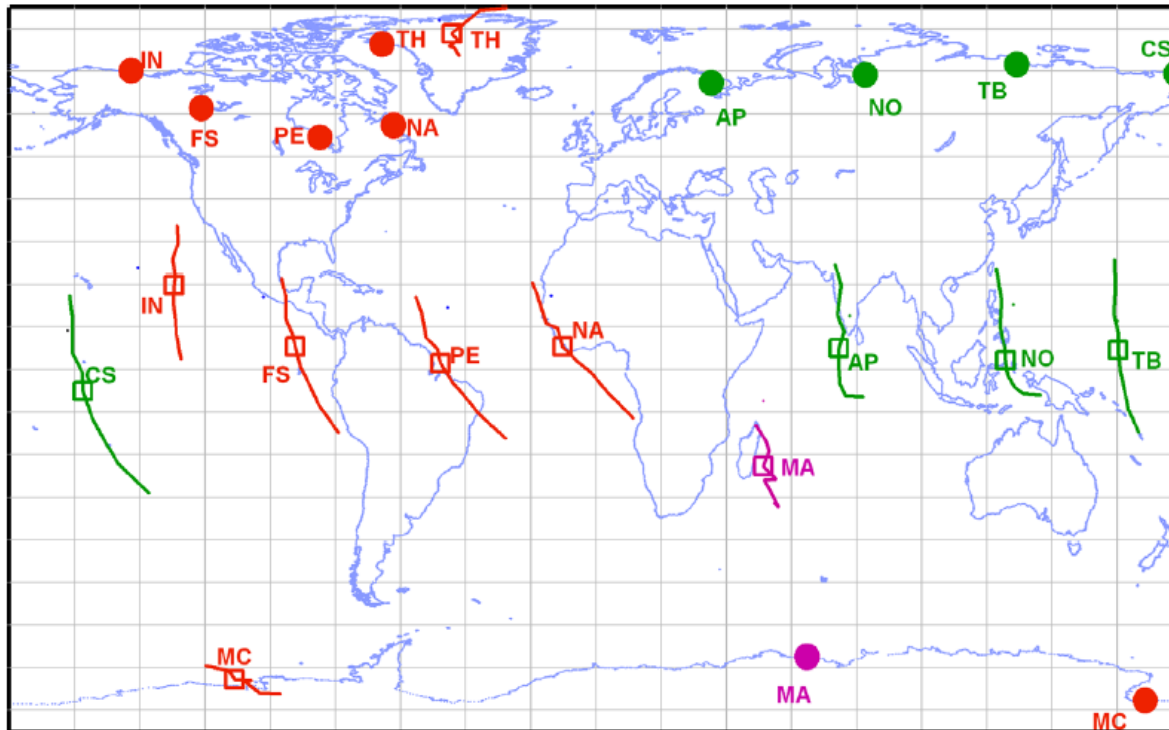 TH
TH
CS
IN
TB
NO
AP
FS
PE
NA
IN
NA
PE
AP
NO
TB
FS
CS
MA
MC
MA
MC